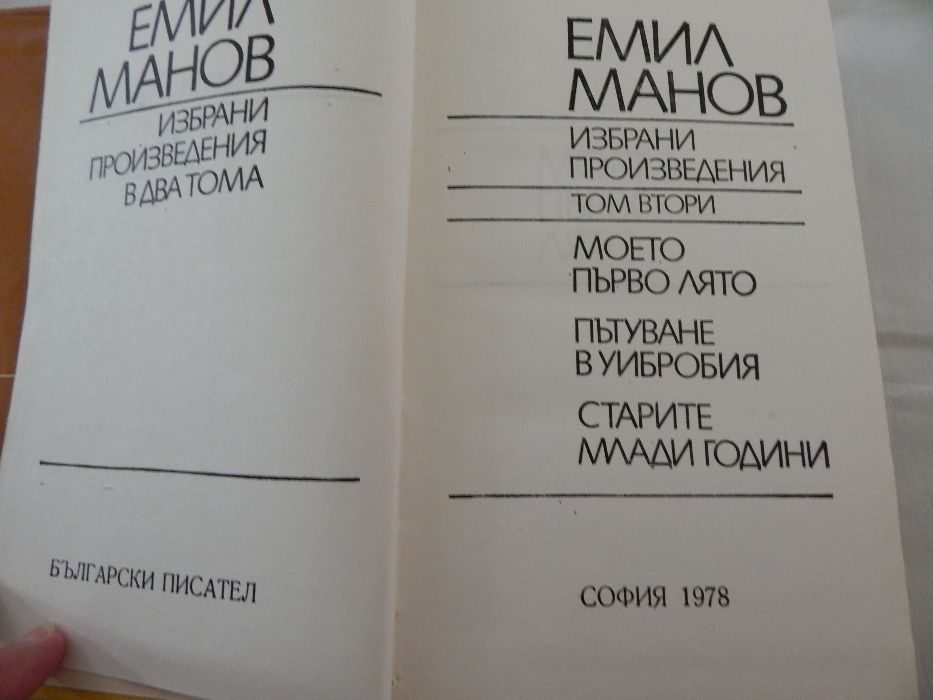 ЕМИЛ
МАНОВ
ИЗБРАНИ
ПРОИЗВЕДЕНИЯ
В ДВА ТОМА
БЪЛГАРСКИ ПИСАТЕЛ
ЕМИЛ
МАНОВ
ИЗБРАНИ
ПРОИЗВЕДЕНИЯ
ТОМ ВТОРИ
МОЕТО
ПЪРВО ЛЯТО
ПЪТУВАНЕ
В УИБРОБИЯ
СТАРИТЕ
МЛАДИ ГОДИНИ
СОФИЯ 1978